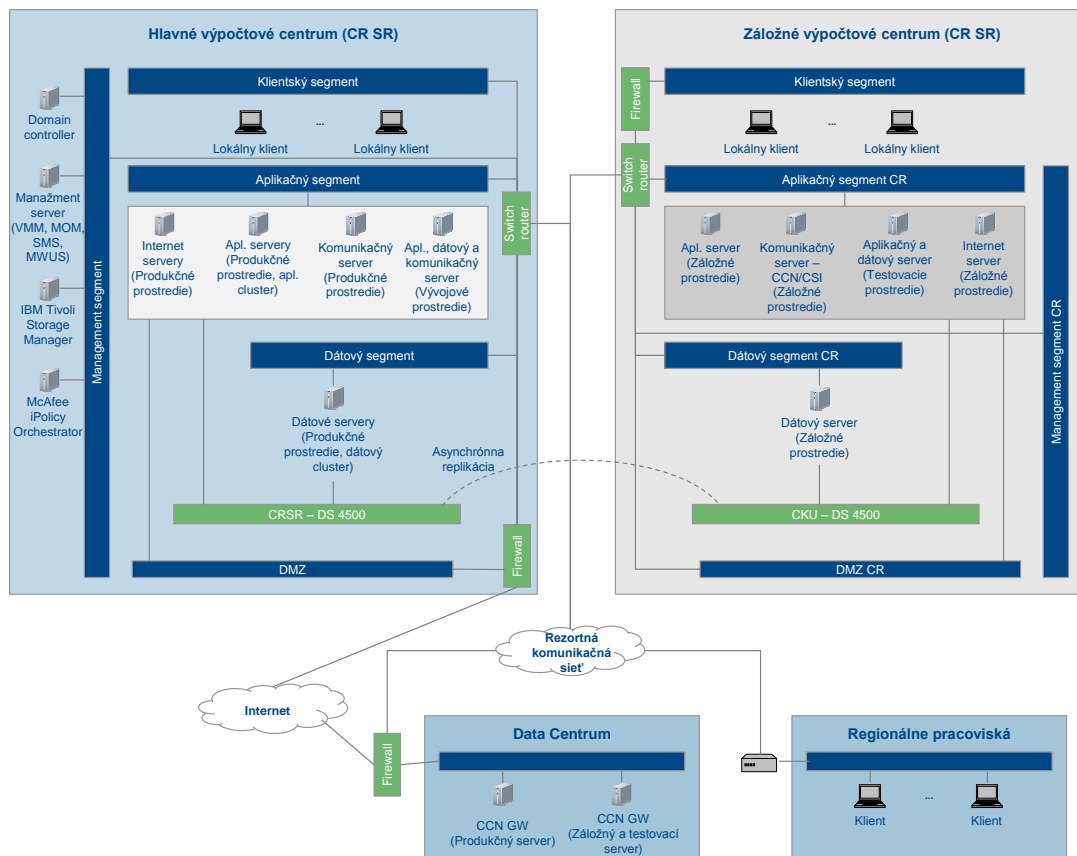 Hlavné výpočtové centrum (CR SR)
Domain
controller
Manažment
server
(VMM, MOM,
SMS,
MWUS)
IBM Tivoli
Storage
Manager
McAfee
iPolicy
Orchestrator
Management segment
Klientský segment
...
Lokálny klient
Lokálny klient
Aplikačný segment
Switch
router
Internet
servery
(Produkčné
prostredie)
Apl. servery
(Produkčné
prostredie, apl.
cluster)
Komunikačný
server
(Produkčné
prostredie)
Apl., dátový a
komunikačný
server
(Vývojové
prostredie)
Dátový segment
Dátové servery
(Produkčné
prostredie, dátový
cluster)
Asynchrónna
replikácia
CRSR – DS 4500
DMZ
Firewall
Záložné výpočtové centrum (CR SR)
Firewall
Klientský segment
...
Lokálny klient
Lokálny klient
Switch
router
Aplikačný segment CR
Apl. server
(Záložné
prostredie)
Komunikačný
server –
CCN/CSI
(Záložné
prostredie)
Aplikačný a
dátový server
(Testovacie
prostredie)
Internet
server
(Záložné
prostredie)
Management segment CR
Dátový segment CR
Dátový server
(Záložné
prostredie)
CKU – DS 4500
DMZ CR
Rezortná
komunikačná
sieť
Internet
Firewall
Data Centrum
CCN GW
(Produkčný server)
CCN GW
(Záložný a testovací
server)
Regionálne pracoviská
...
Klient
Klient